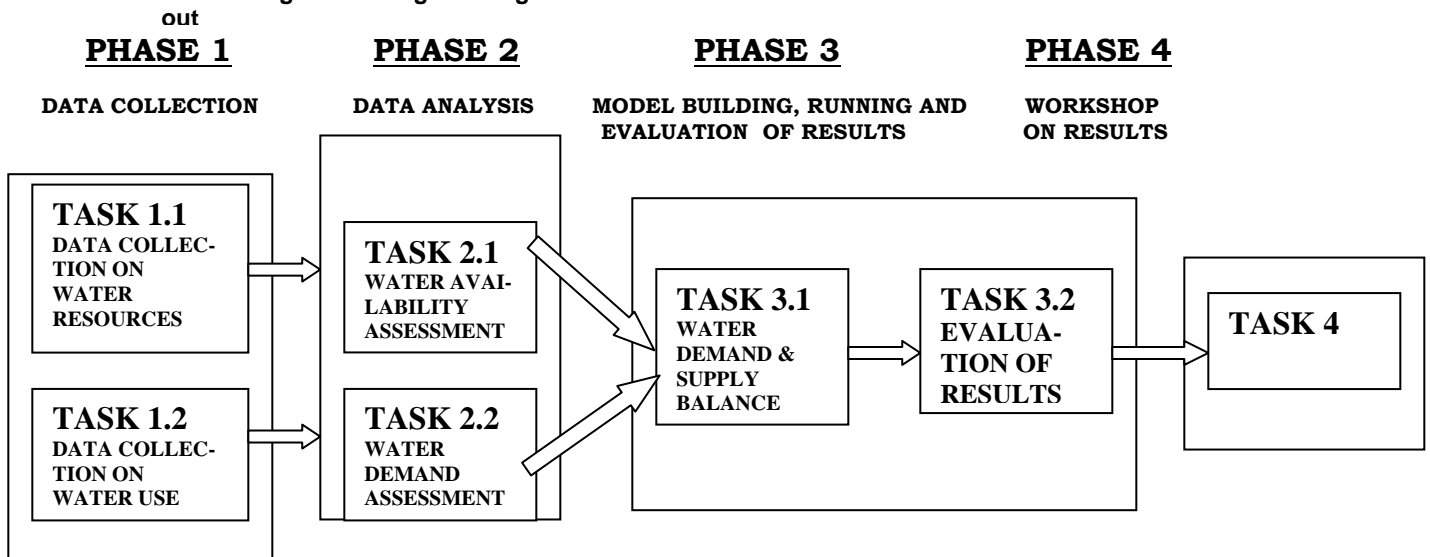 out
PHASE 1
PHASE 2
PHASE 3
PHASE 4
DATA COLLECTION
DATA ANALYSIS
MODEL BUILDING, RUNNING AND
EVALUATION OF RESULTS
WORKSHOP
ON RESULTS
TASK 1.1
DATA COLLEC-
TION ON
WATER
RESOURCES
TASK 1.2
DATA COLLEC-
TION ON
WATER USE
TASK 2.1
WATER AVAI-
LABILITY
ASSESSMENT
TASK 2.2
WATER
DEMAND
ASSESSMENT
TASK 3.1
WATER
DEMAND &
SUPPLY
BALANCE
TASK 3.2
EVALUA-
TION OF
RESULTS
TASK 4